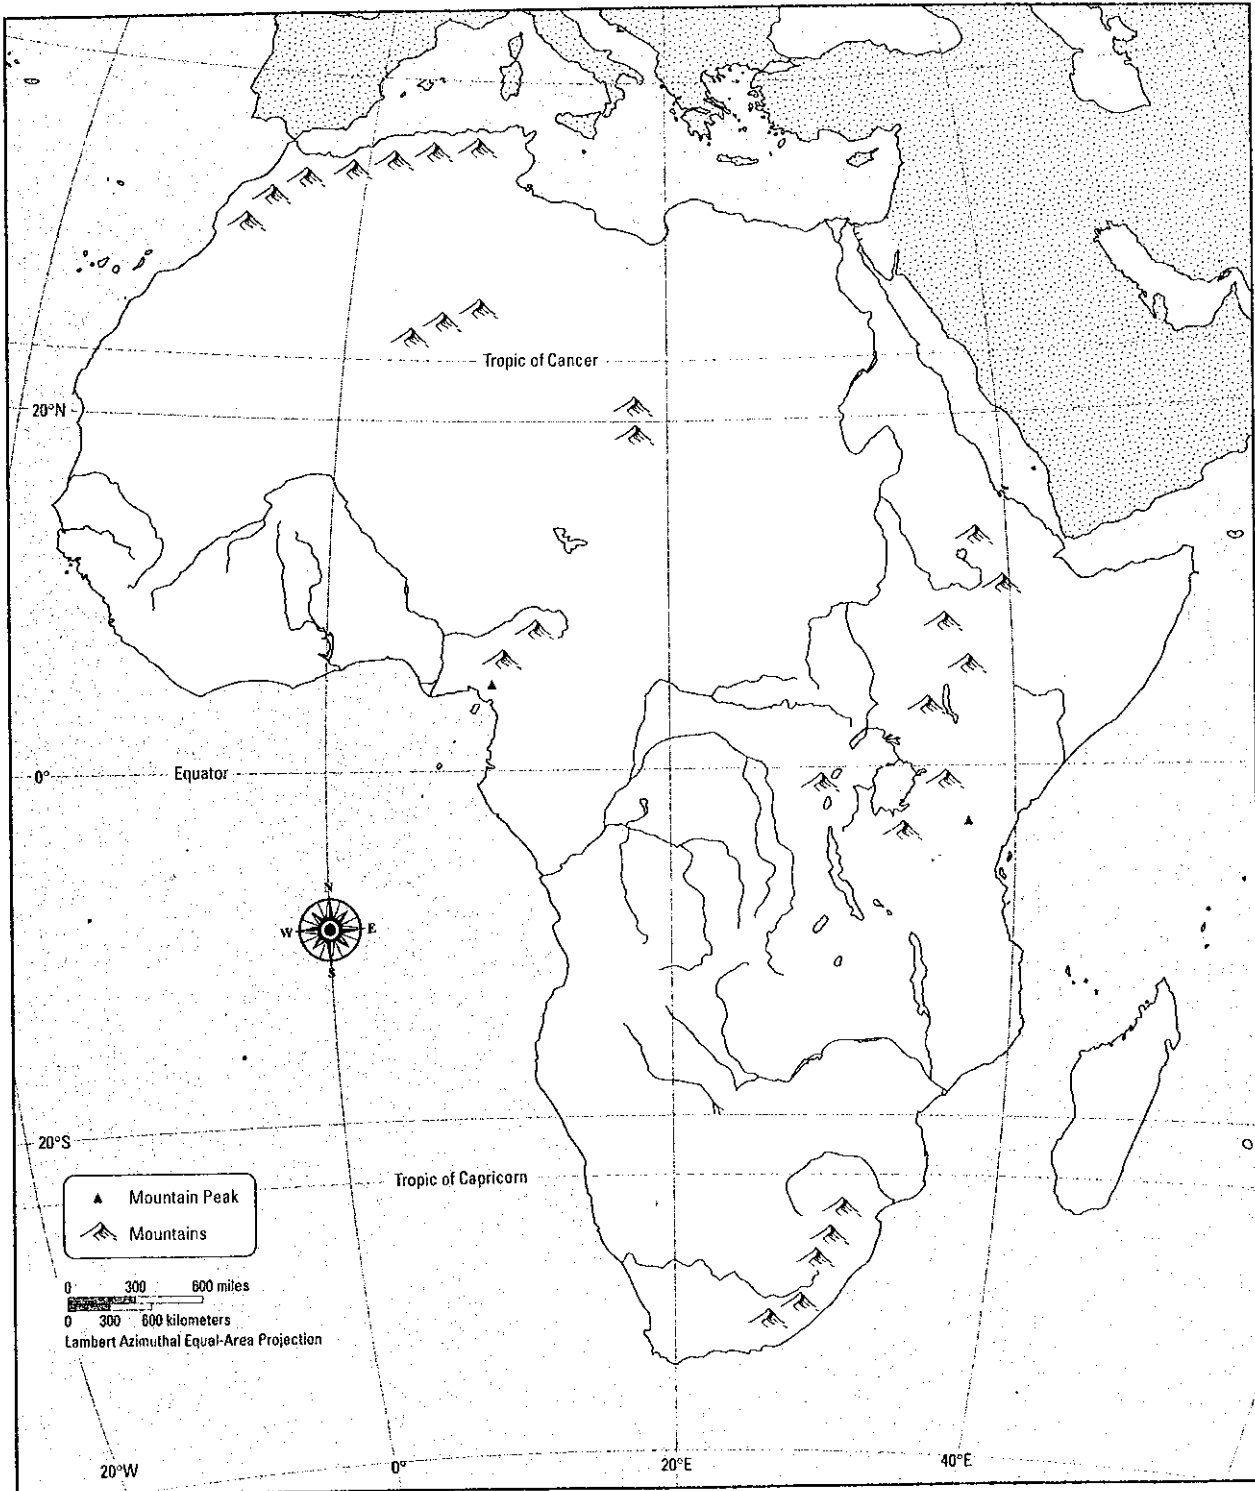 Tropic of Cancer
20°N
0°
Equator
N
W
E
S
20°S
Tropic of Capricorn
Mountain Peak
Mountains
0 300 600 miles
0 300 600 kilometers
Lambert Azimuthal Equal-Area Projection
20°W
0°
20°E
40°E